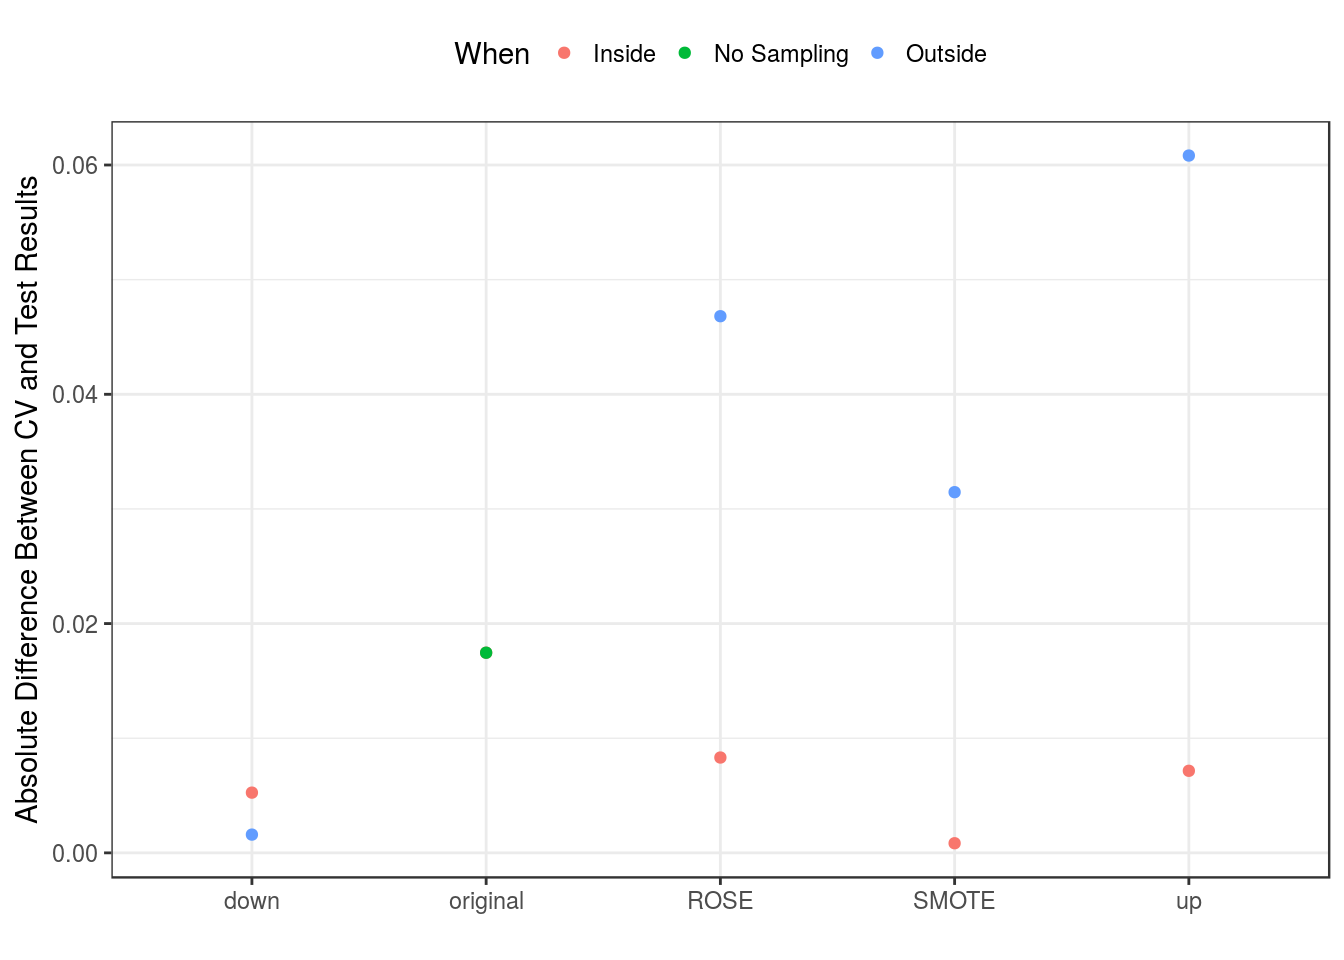 When Inside No Sampling Outside
Absolute Difference Between CV and Test Results
0.06
0.04
0.02
0.00
down original ROSE SMOTE up